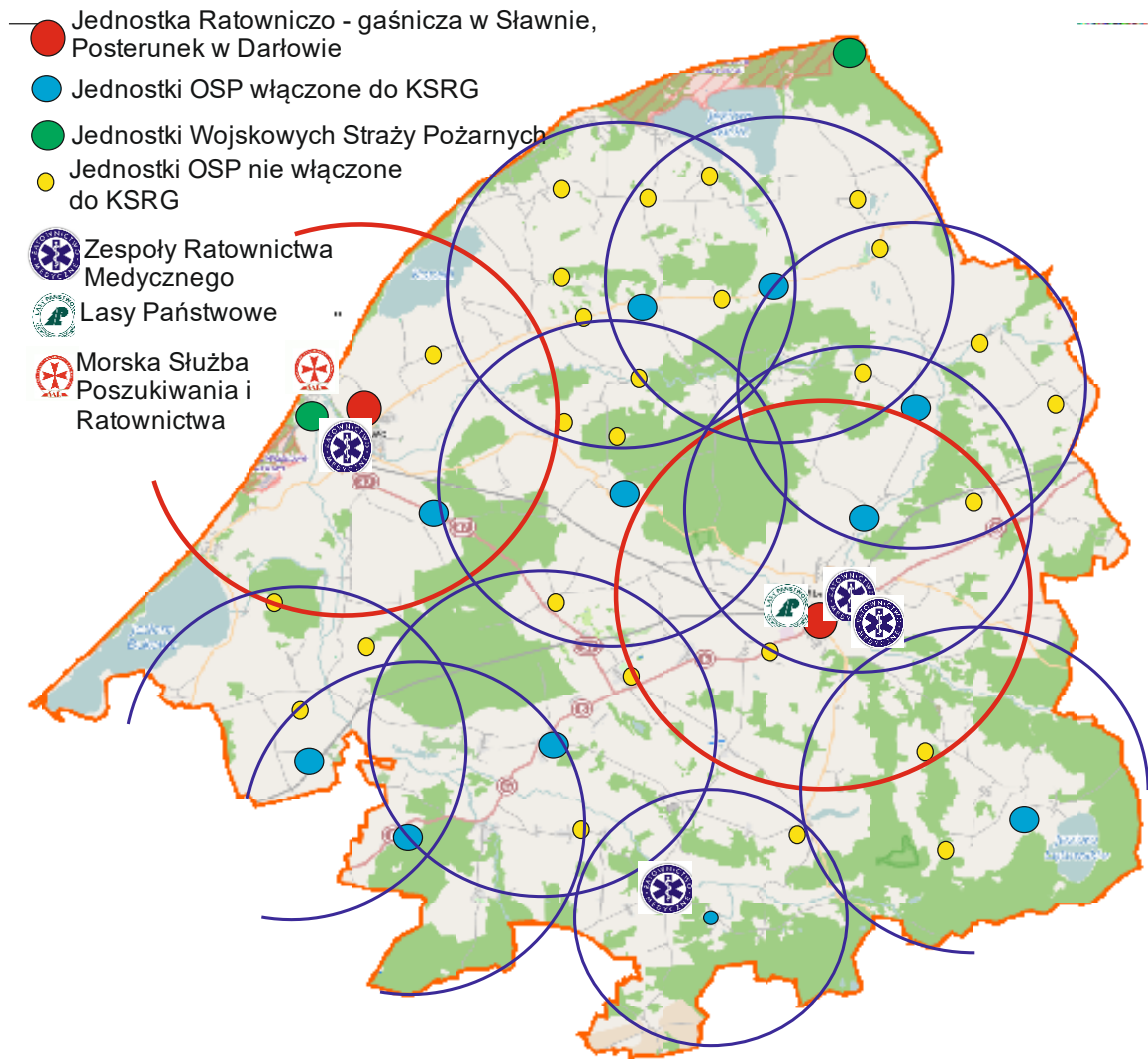 Jednostka Ratowniczo - gaśnicza w Sławnie,
Posterunek w Darłowie
Jednostki OSP włączone do KSRG
Jednostki Wojskowych Straży Pożarnych
Jednostki OSP nie włączone
do KSRG
Zespoły Ratownictwa
Medycznego
Lasy Państwowe
"
Morska Służba
Poszukiwania i
Ratownictwa